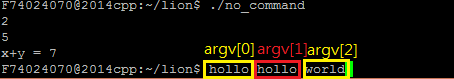 F74024070@2014cpp:~/lion$ ./no_command
2
5
x+y = 7
argv[0] argv[1] argv[2]
F74024070@2014cpp:~/lion$ hollo hollo world